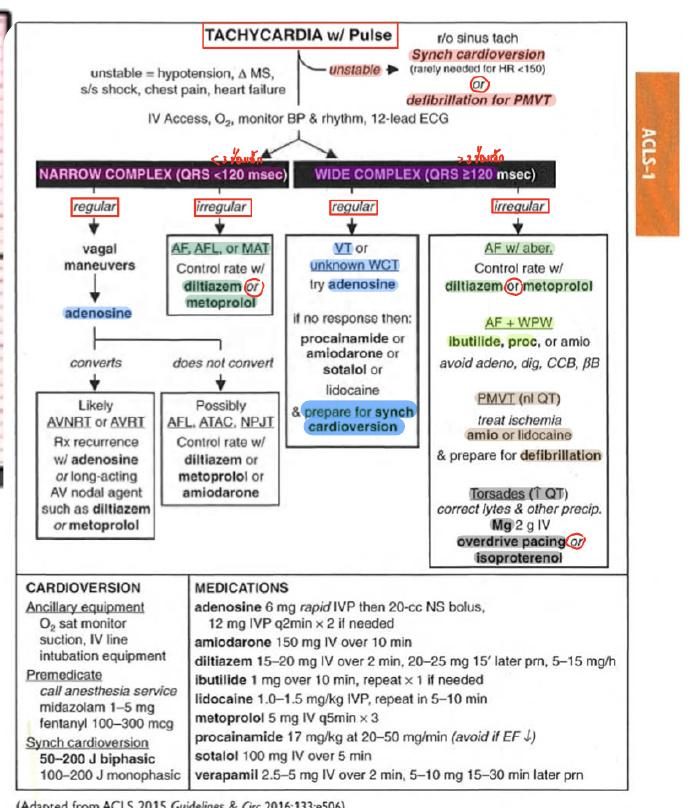 TACHYCARDIA w/ Pulse
r/o sinus tach
Synch cardioversion
(rarely needed for HR <150)
or
defibrillation for PMVT
unstable
unstable = hypotension, Δ MS,
s/s shock, chest pain, heart failure
IV Access, O₂, monitor BP & rhythm, 12-lead ECG
ACLS-1
NARROW COMPLEX (QRS <120 msec)
WIDE COMPLEX (QRS ≥120 msec)
regular
irregular
regular
irregular
vagal
maneuvers
adenosine
converts
does not convert
AF, AFL, or MAT
Control rate w/
diltiazem or
metoprolol
Likely
AVNRT or AVRT
Rx recurrence
w/ adenosine
or long-acting
AV nodal agent
such as diltiazem
or metoprolol
Possibly
AFL, ATAC, NPJT
Control rate w/
diltiazem or
metoprolol or
amiodarone
VT or
unknown WCT
try adenosine
if no response then:
procainamide or
amiodarone or
sotalol or
lidocaine
& prepare for synch
cardioversion
AF w/ aber.
Control rate w/
diltiazem or metoprolol
AF + WPW
ibutilide, proc, or amio
avoid adeno, dig, CCB, βB
PMVT (nl QT)
treat ischemia
amio or lidocaine
& prepare for defibrillation
Torsades (↑ QT)
correct lytes & other precip.
Mg 2 g IV
overdrive pacing or
isoproterenol
CARDIOVERSION
Ancillary equipment
O₂ sat monitor
suction, IV line
intubation equipment
Premedicate
call anesthesia service
midazolam 1–5 mg
fentanyl 100–300 mcg
Synch cardioversion
50–200 J biphasic
100–200 J monophasic
MEDICATIONS
adenosine 6 mg rapid IVP then 20-cc NS bolus,
12 mg IVP q2min × 2 if needed
amiodarone 150 mg IV over 10 min
diltiazem 15–20 mg IV over 2 min, 20–25 mg 15′ later prn, 5–15 mg/h
ibutilide 1 mg over 10 min, repeat × 1 if needed
lidocaine 1.0–1.5 mg/kg IVP, repeat in 5–10 min
metoprolol 5 mg IV q5min × 3
procainamide 17 mg/kg at 20–50 mg/min (avoid if EF ↓)
sotalol 100 mg IV over 5 min
verapamil 2.5–5 mg IV over 2 min, 5–10 mg 15–30 min later prn
(Adapted from ACLS 2015 Guidelines & Circ 2016;133:e506)